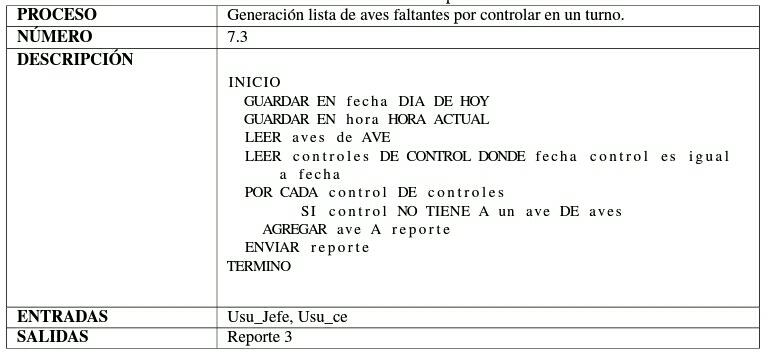 PROCESO Generación lista de aves faltantes por controlar en un turno.
NÚMERO 7.3
DESCRIPCIÓN
INICIO
GUARDAR EN fecha DIA DE HOY
GUARDAR EN hora HORA ACTUAL
LEER aves de AVE
LEER controles DE CONTROL DONDE fecha control es igual
a fecha
POR CADA control DE controles
SI control NO TIENE A un ave DE aves
AGREGAR ave A reporte
ENVIAR reporte
TERMINO
ENTRADAS Usu_Jefe, Usu_ce
SALIDAS Reporte 3